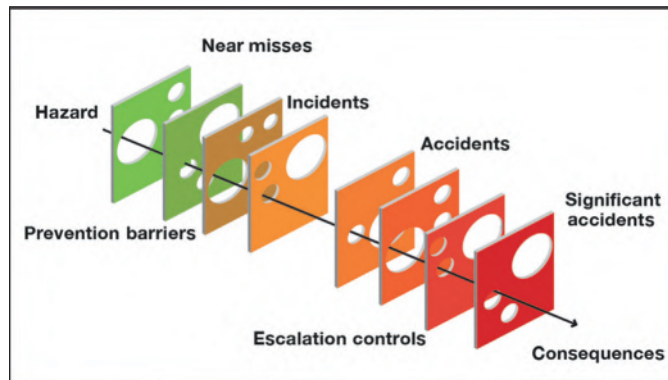 Near misses
Hazard
Incidents
Accidents
Significant
accidents
Prevention barriers
Escalation controls
Consequences